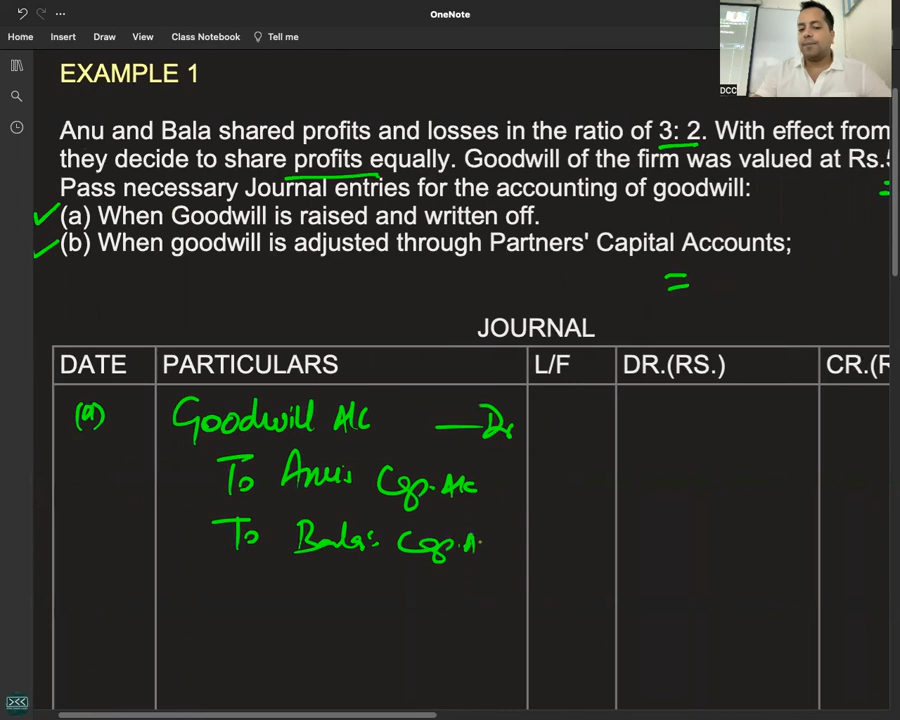 OneNote
Home Insert Draw View Class Notebook Tell me
DCC
EXAMPLE 1
Anu and Bala shared profits and losses in the ratio of 3: 2. With effect from
they decide to share profits equally. Goodwill of the firm was valued at Rs.5
Pass necessary Journal entries for the accounting of goodwill:
(a) When Goodwill is raised and written off.
(b) When goodwill is adjusted through Partners' Capital Accounts;
=
JOURNAL
DATE PARTICULARS L/F DR.(RS.) CR.(R
(a) Goodwill A/c —Dr
To Anu's Cap. A/c
To Bala's Cap. A